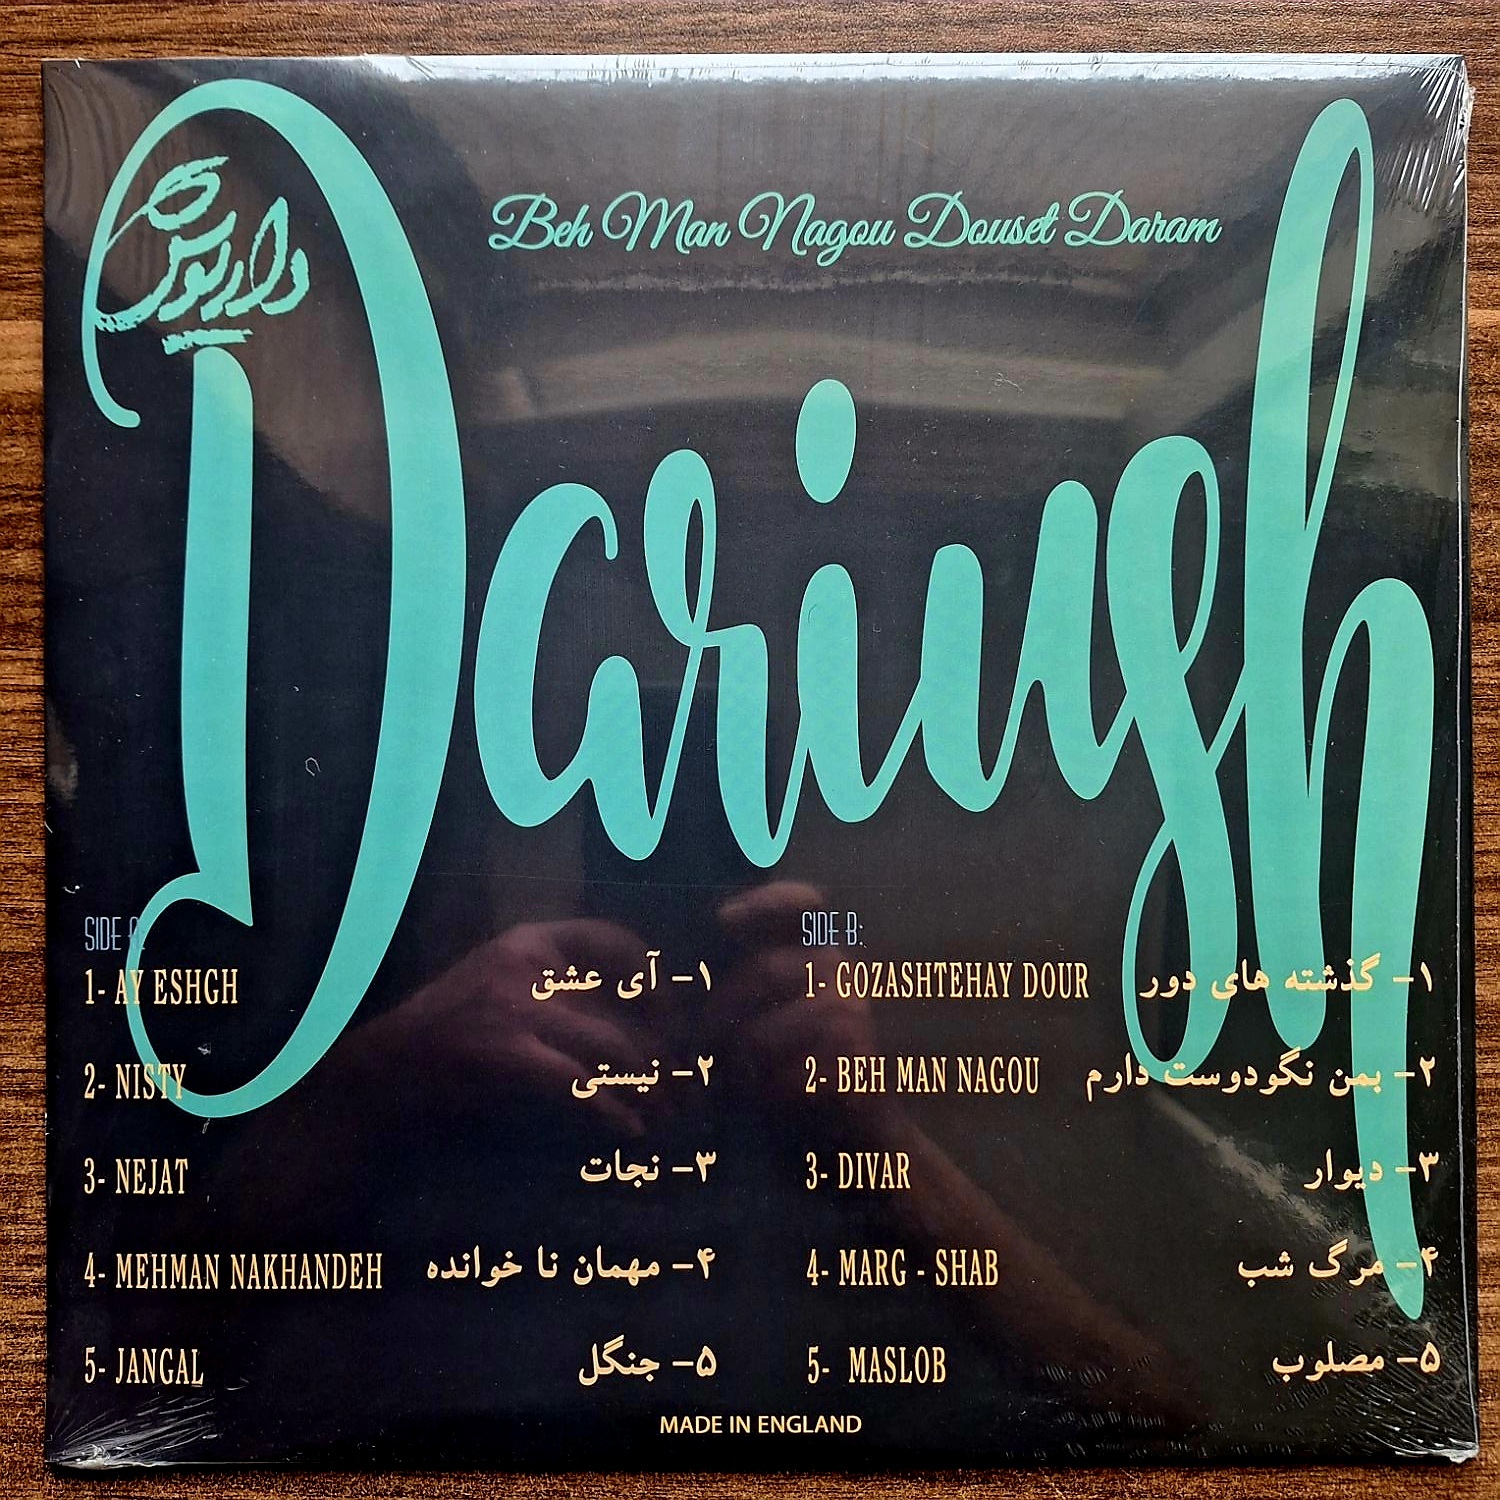 داریوش
Beh Man Nagou Douset Daram
Dariush
SIDE A:
1- AY ESHGH ۱- آی عشق
2- NISTY ۲- نیستی
3- NEJAT ۳- نجات
4- MEHMAN NAKHANDEH ۴- مهمان نا خوانده
5- JANGAL ۵- جنگل
SIDE B:
1- GOZASHTEHAY DOUR ۱- گذشته های دور
2- BEH MAN NAGOU ۲- بمن نگودوست دارم
3- DIVAR ۳- دیوار
4- MARG - SHAB ۴- مرگ شب
5- MASLOB ۵- مصلوب
MADE IN ENGLAND